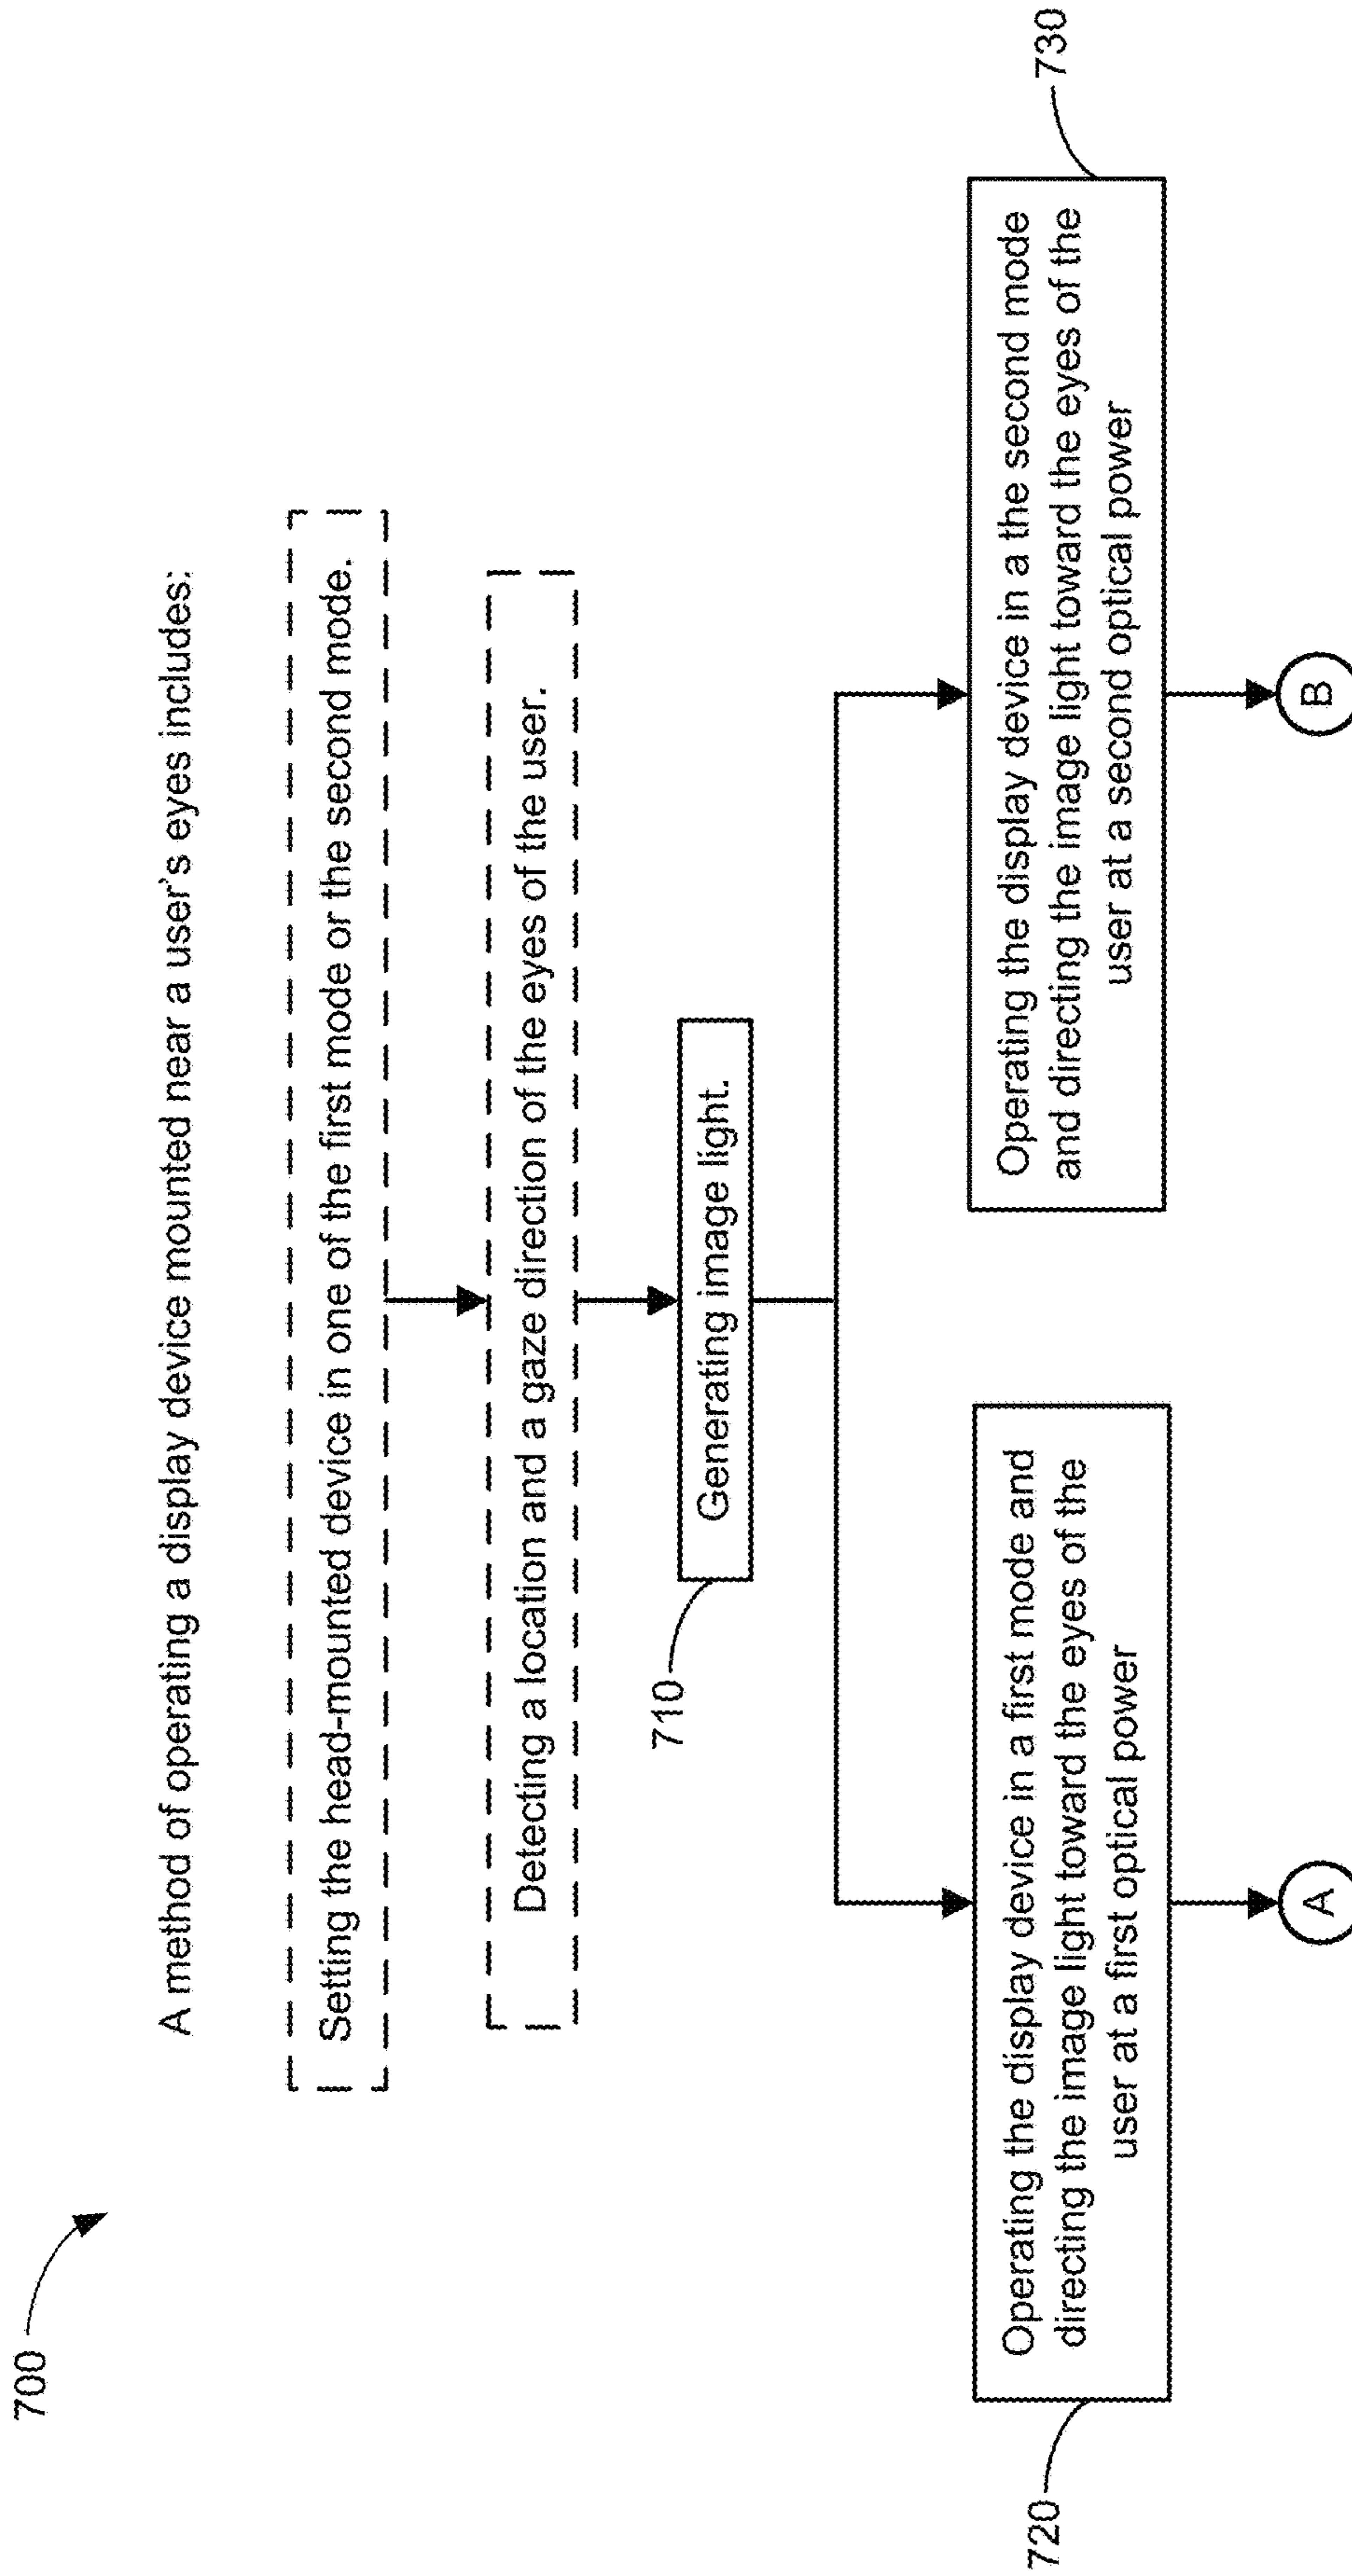 700
A method of operating a display device mounted near a user's eyes includes:
Setting the head-mounted device in one of the first mode or the second mode.
Detecting a location and a gaze direction of the eyes of the user.
710
Generating image light.
720
Operating the display device in a first mode and
directing the image light toward the eyes of the
user at a first optical power
730
Operating the display device in a the second mode
and directing the image light toward the eyes of the
user at a second optical power
A
B